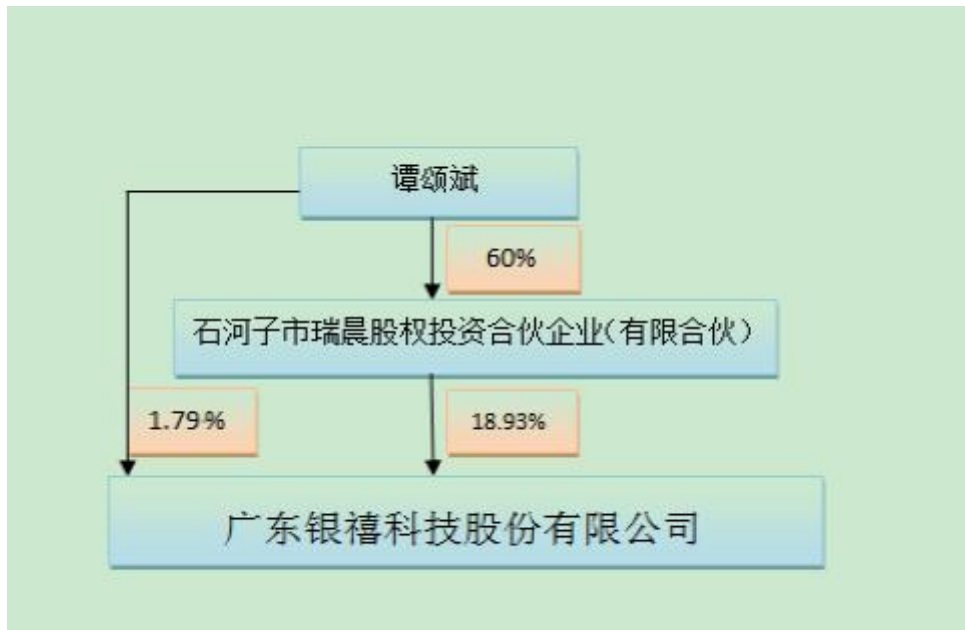 谭颂斌
60%
石河子市瑞晨股权投资合伙企业（有限合伙）
1.79%
18.93%
广东银禧科技股份有限公司